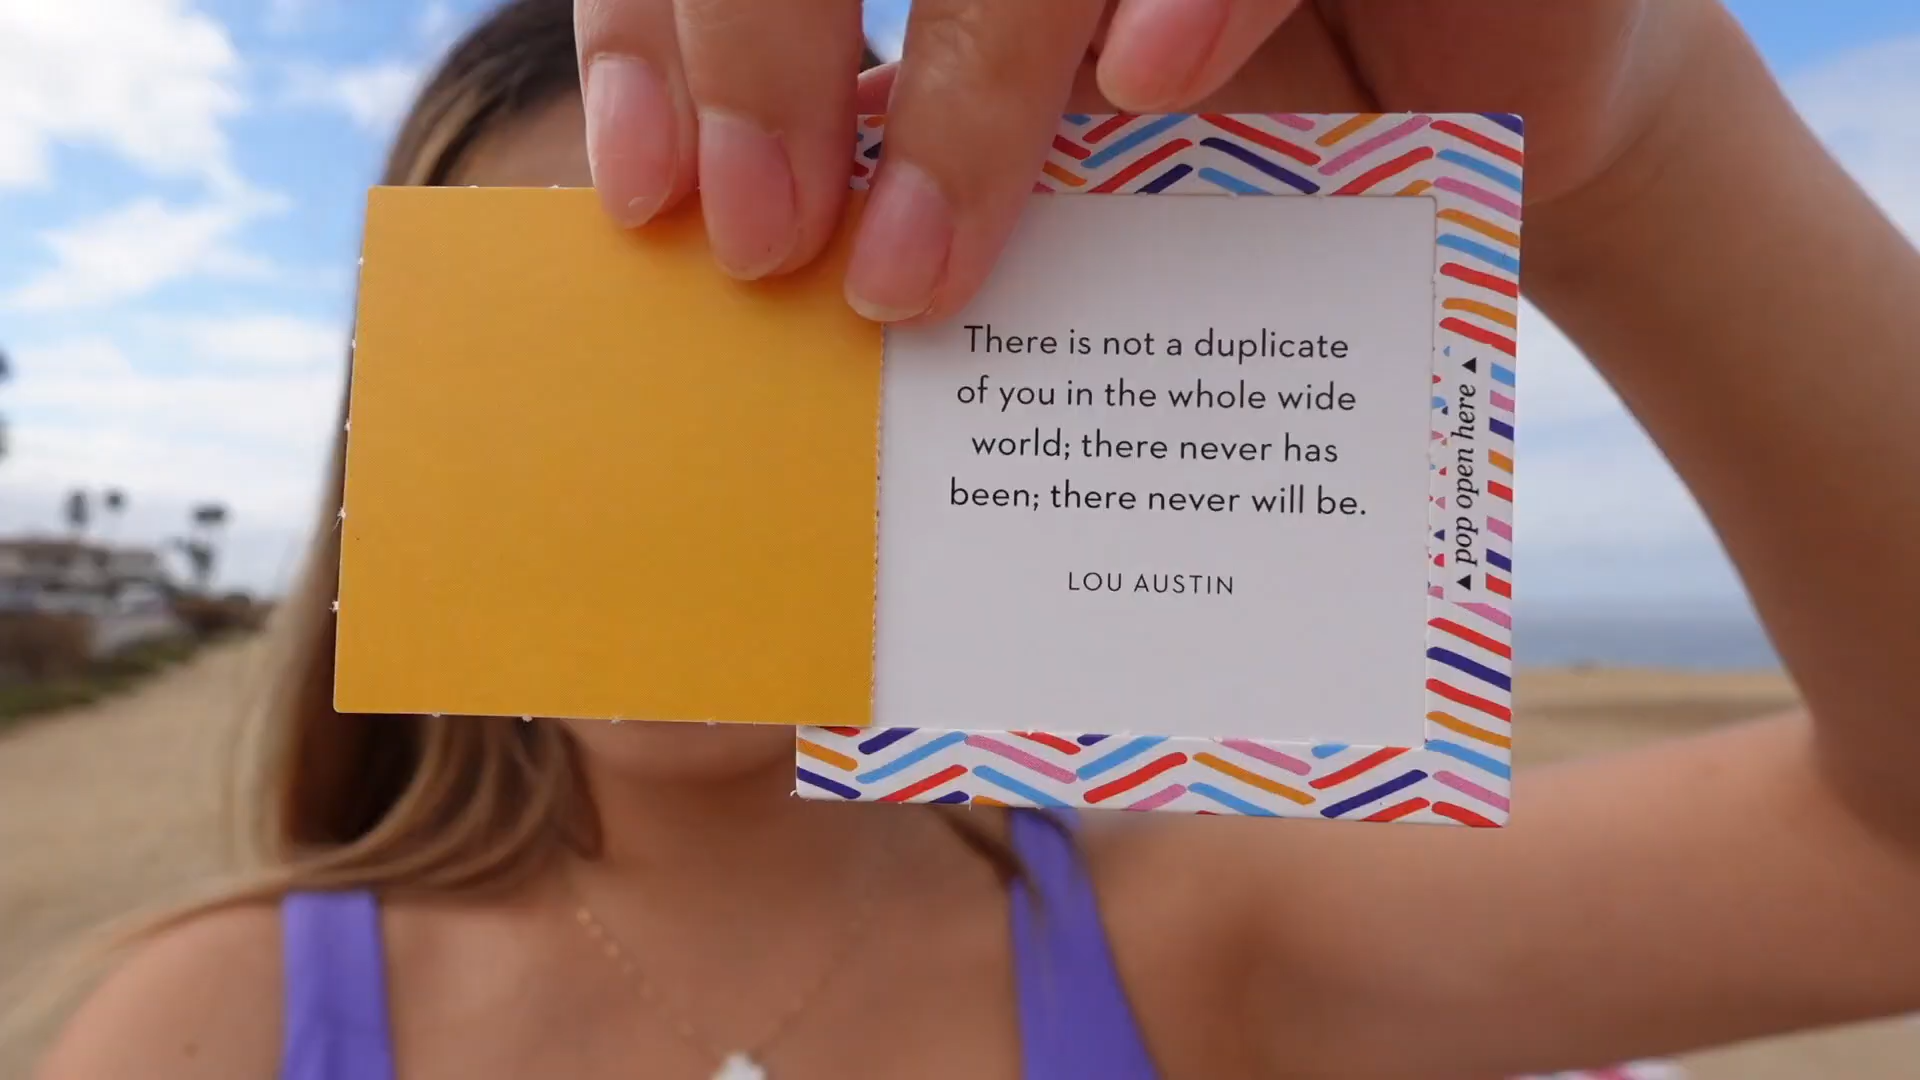 There is not a duplicate
of you in the whole wide
world; there never has
been; there never will be.
LOU AUSTIN
▲ pop open here ▲